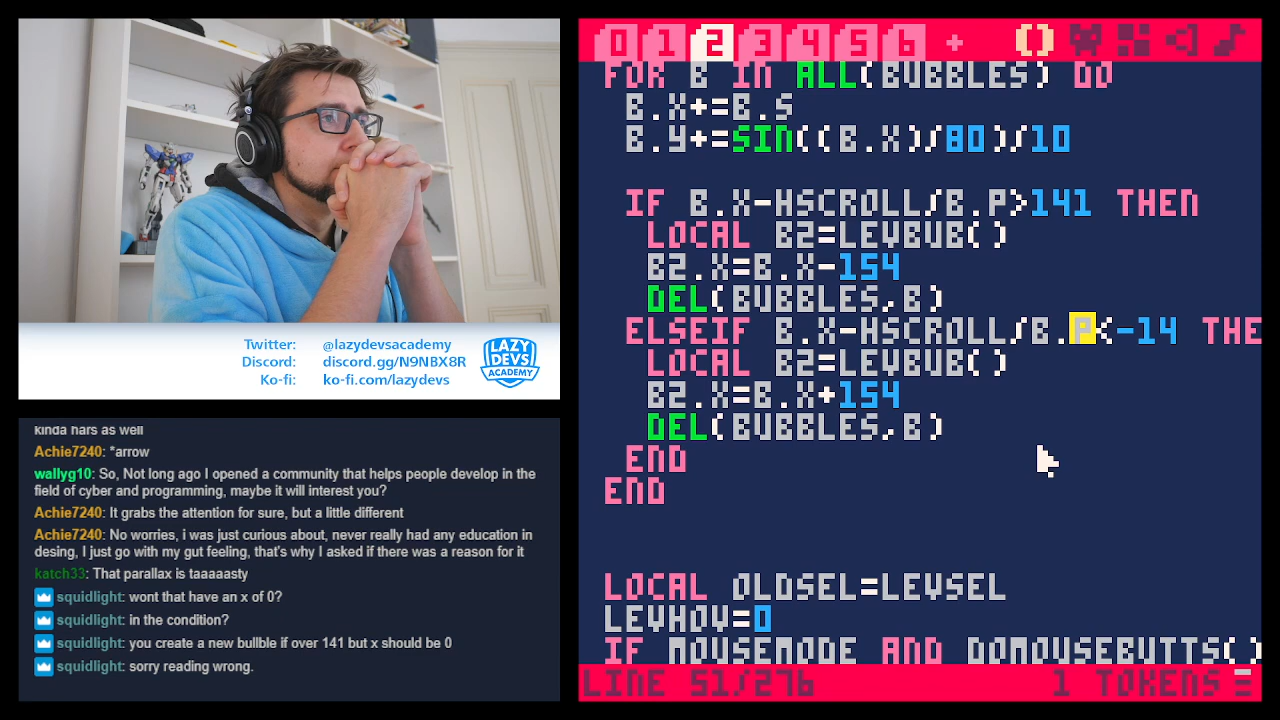 Twitter: @lazydevsacademy
Discord: discord.gg/N9NBX8R
Ko-fi: ko-fi.com/lazydevs
LAZY
DEVS
ACADEMY
kinda hars as well
Achie7240: *arrow
wallyg10: So, Not long ago I opened a community that helps people develop in the
field of cyber and programming, maybe it will interest you?
Achie7240: It grabs the attention for sure, but a little different
Achie7240: No worries, i was just curious about, never really had any education in
desing, I just go with my gut feeling, that's why I asked if there was a reason for it
katch33: That parallax is taaaaasty
squidlight: wont that have an x of 0?
squidlight: in the condition?
squidlight: you create a new bullble if over 141 but x should be 0
squidlight: sorry reading wrong.
0 1 2 3 4 5 6 + ()
FOR B IN ALL(BUBBLES) DO
B.X+=B.S
B.Y+=SIN((B.X)/80)/10
IF B.X-HSCROLL/B.P>141 THEN
LOCAL B2=LEVBUB()
B2.X=B.X-154
DEL(BUBBLES,B)
ELSEIF B.X-HSCROLL/B.P<-14 THE
LOCAL B2=LEVBUB()
B2.X=B.X+154
DEL(BUBBLES,B)
END
END
LOCAL OLDSEL=LEVSEL
LEVHOV=0
IF MOUSEMODE AND DOMOUSEBUTTS()
LINE 51/276 1 TOKENS